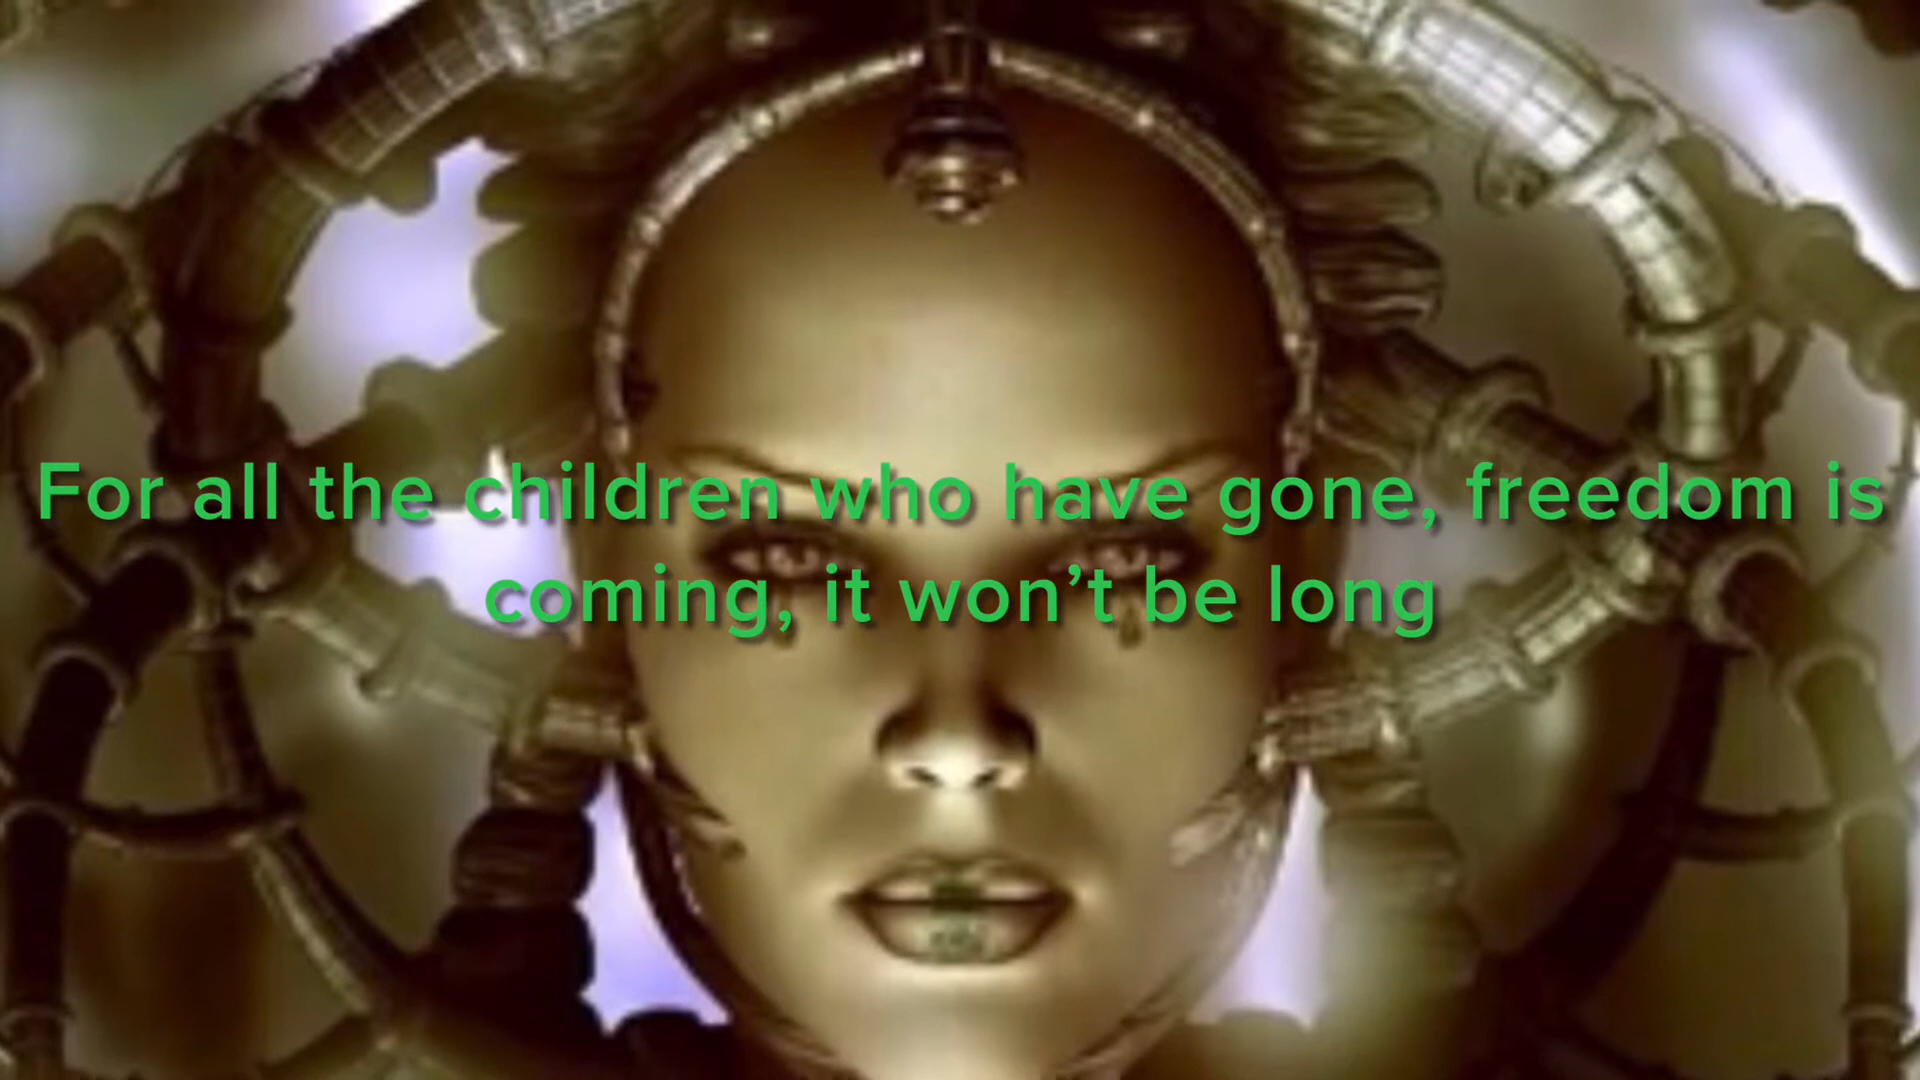 For all the children who have gone, freedom is
coming, it won’t be long